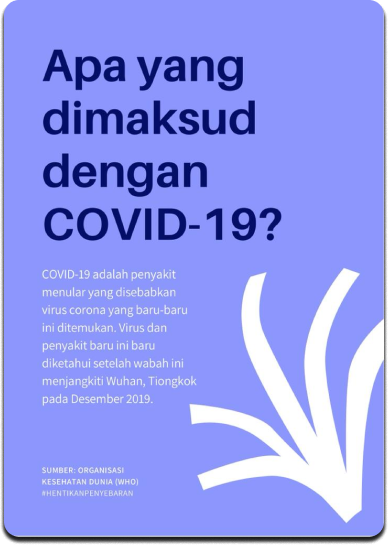 Apa yang
dimaksud
dengan
COVID-19?
COVID-19 adalah penyakit
menular yang disebabkan
virus corona yang baru-baru
ini ditemukan. Virus dan
penyakit baru ini baru
diketahui setelah wabah ini
menjangkiti Wuhan, Tiongkok
pada Desember 2019.
SUMBER: ORGANISASI
KESEHATAN DUNIA (WHO)
#HENTIKANPENYEBARAN